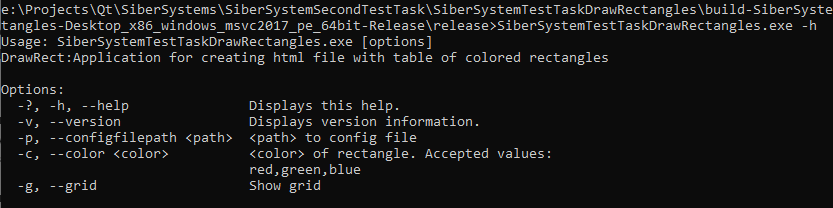 e:\Projects\Qt\SiberSystems\SiberSystemSecondTestTask\SiberSystemTestTaskDrawRectangles\build-SiberSyste
tangles-Desktop_x86_windows_msvc2017_pe_64bit-Release\release>SiberSystemTestTaskDrawRectangles.exe -h
Usage: SiberSystemTestTaskDrawRectangles.exe [options]
DrawRect:Application for creating html file with table of colored rectangles

Options:
  -?, -h, --help               Displays this help.
  -v, --version                Displays version information.
  -p, --configfilepath <path>  <path> to config file
  -c, --color <color>          <color> of rectangle. Accepted values:
                               red,green,blue
  -g, --grid                   Show grid